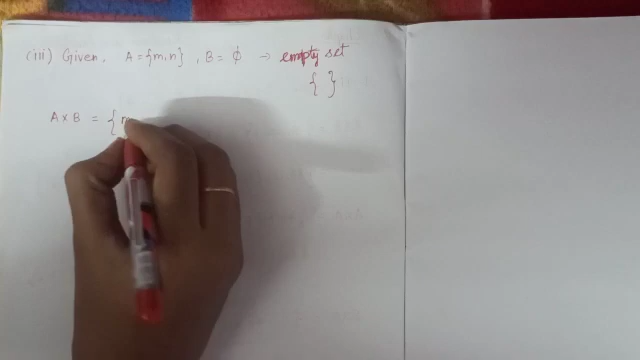 (iii) Given, A = {m, n}, B = ϕ → empty set
{ }
A × B = { m